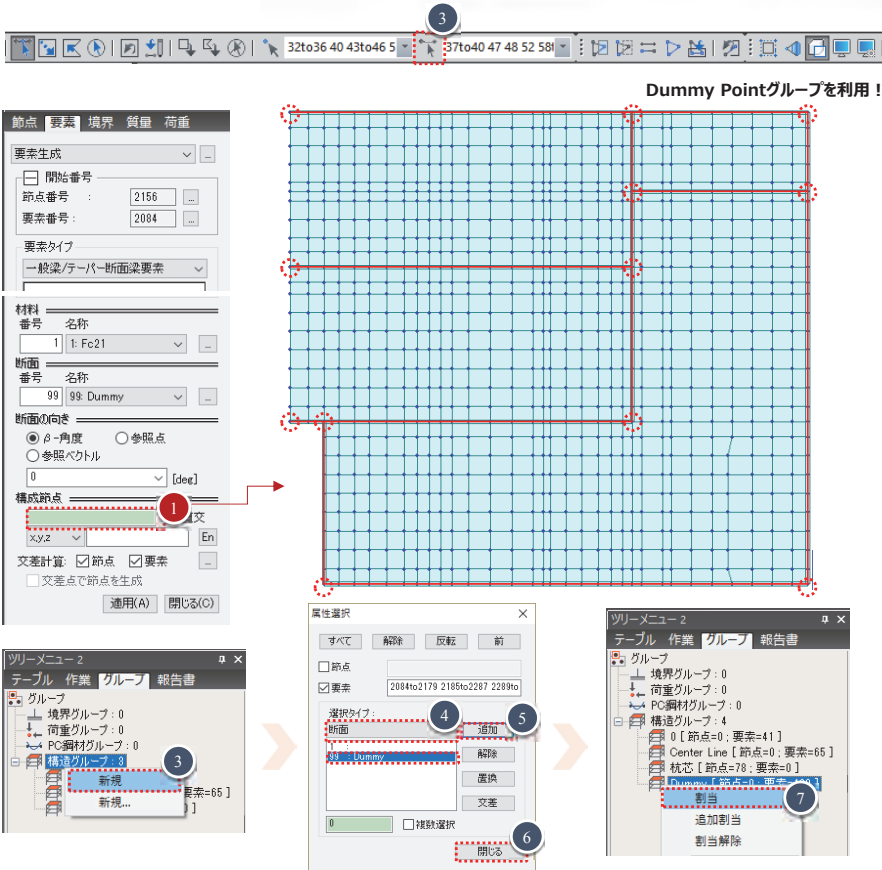 3
32to36 40 43to46 5
37to40 47 48 52 58t
Dummy Pointグループを利用！
節点 要素 境界 質量 荷重
要素生成
開始番号
節点番号 : 2156 ...
要素番号 : 2084 ...
要素タイプ
一般梁/テーパー断面梁要素
材料
番号 名称
1 1: Fc21 ...
断面
番号 名称
99 99: Dummy ...
断面の向き
β-角度 参照点
参照ベクトル
0 [deg]
構成節点
1 交
x,y,z En
交差計算: 節点 要素 ...
交差点で節点を生成
適用(A) 閉じる(C)
ツリーメニュー 2
テーブル 作業 グループ 報告書
グループ
境界グループ : 0
荷重グループ : 0
PC鋼材グループ : 0
構造グループ : 3
3
新規
要素=65 ]
新規...
属性選択
すべて 解除 反転 前
節点
要素 2084to2179 2185to2287 2289to
選択タイプ :
4 5
断面 追加
99 : Dummy 解除
置換
交差
0 複数選択
6
閉じる
ツリーメニュー 2
テーブル 作業 グループ 報告書
グループ
境界グループ : 0
荷重グループ : 0
PC鋼材グループ : 0
構造グループ : 4
0 [ 節点=0 ; 要素=41 ]
Center Line [ 節点=0 ; 要素=65 ]
杭芯 [ 節点=78 ; 要素=0 ]
Dummy [ 節点=0 ; 要素
割当 7
追加割当
割当解除